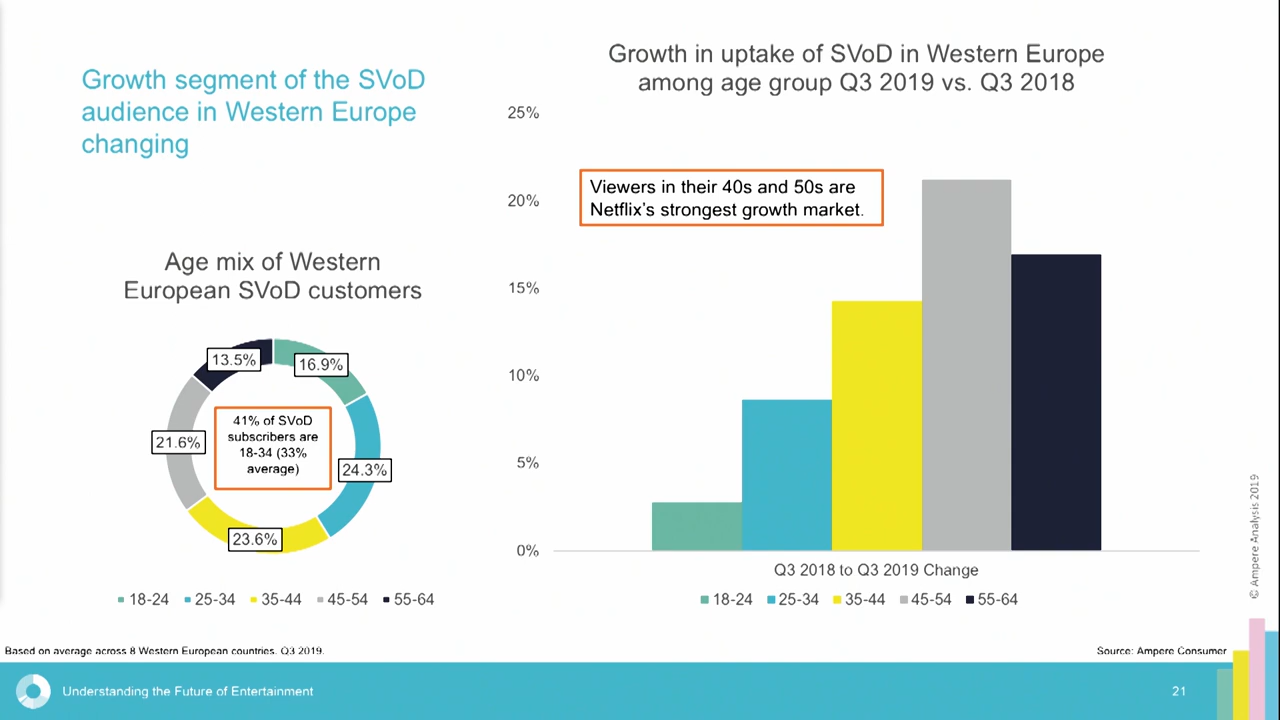 Growth segment of the SVoD
audience in Western Europe
changing
Age mix of Western
European SVoD customers
13.5%
16.9%
21.6%
24.3%
23.6%
41% of SVoD
subscribers are
18-34 (33%
average)
18-24 25-34 35-44 45-54 55-64
Growth in uptake of SVoD in Western Europe
among age group Q3 2019 vs. Q3 2018
25%
20%
15%
10%
5%
0%
Viewers in their 40s and 50s are
Netflix's strongest growth market.
Q3 2018 to Q3 2019 Change
18-24 25-34 35-44 45-54 55-64
© Ampere Analysis 2019
Based on average across 8 Western European countries. Q3 2019.
Source: Ampere Consumer
Understanding the Future of Entertainment
21